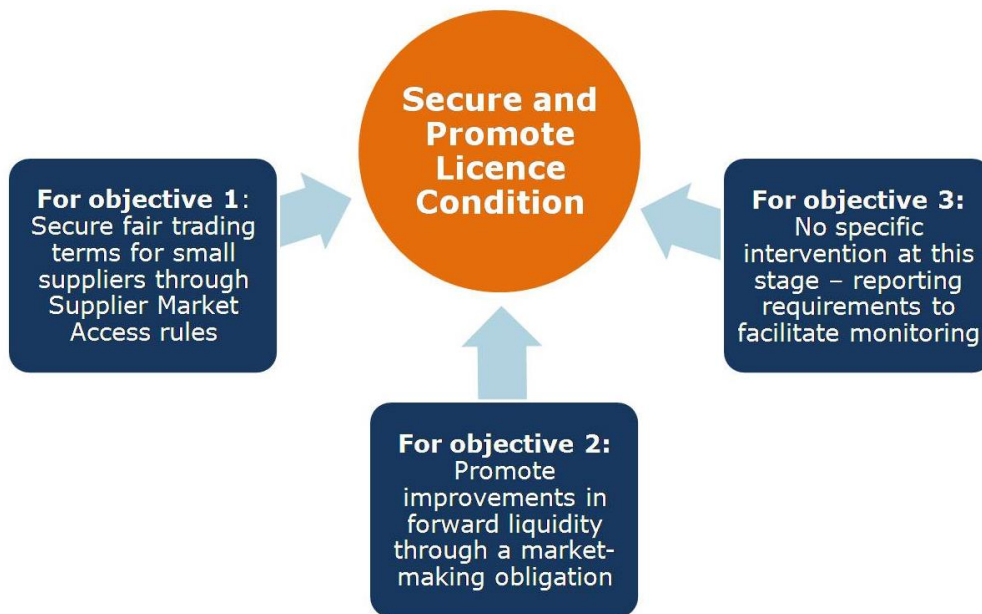 Secure and
Promote
Licence
Condition
For objective 1:
Secure fair trading
terms for small
suppliers through
Supplier Market
Access rules
For objective 2:
Promote
improvements in
forward liquidity
through a market-
making obligation
For objective 3:
No specific
intervention at this
stage – reporting
requirements to
facilitate monitoring